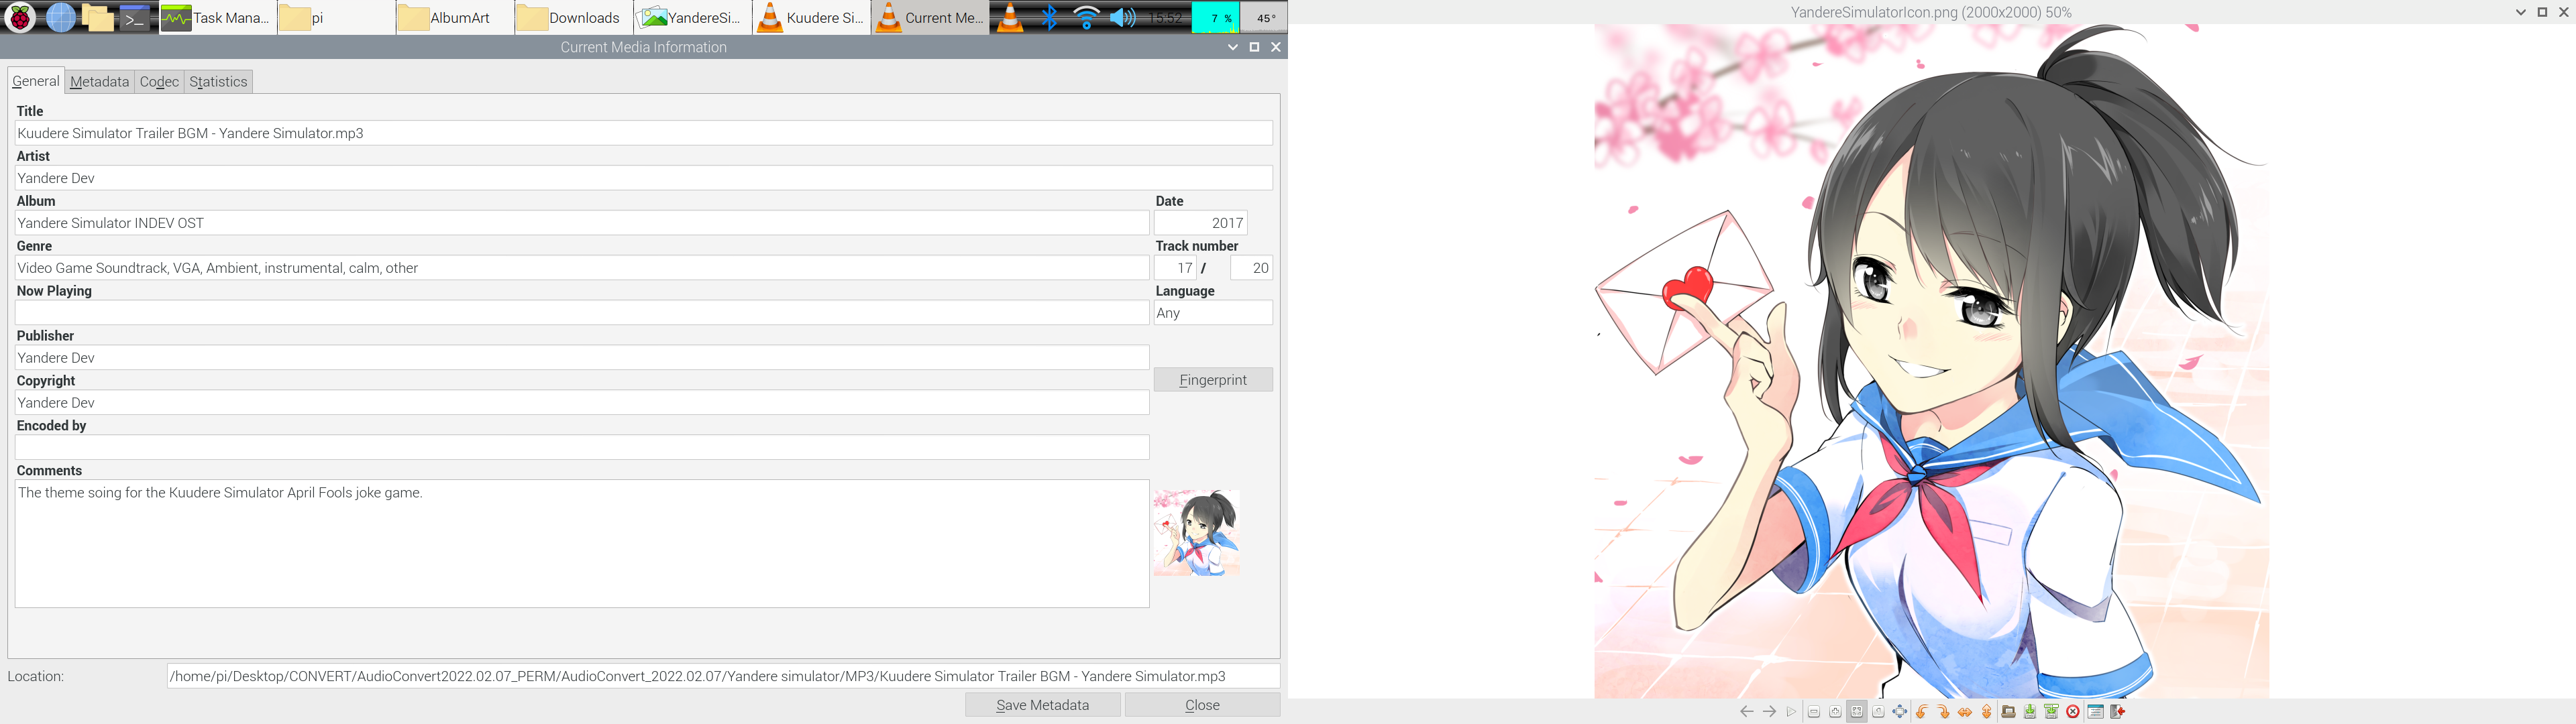 Task Mana...
pi
AlbumArt
Downloads
YandereSi...
Kuudere Si...
Current Me...
15:52
7 %
45°
YandereSimulatorIcon.png (2000x2000) 50%
Current Media Information
General
Metadata
Codec
Statistics
Title
Kuudere Simulator Trailer BGM - Yandere Simulator.mp3
Artist
Yandere Dev
Album
Date
Yandere Simulator INDEV OST
2017
Genre
Track number
Video Game Soundtrack, VGA, Ambient, instrumental, calm, other
17 / 20
Now Playing
Language
Any
Publisher
Yandere Dev
Copyright
Fingerprint
Yandere Dev
Encoded by
Comments
The theme soing for the Kuudere Simulator April Fools joke game.
Location:
/home/pi/Desktop/CONVERT/AudioConvert2022.02.07_PERM/AudioConvert_2022.02.07/Yandere simulator/MP3/Kuudere Simulator Trailer BGM - Yandere Simulator.mp3
Save Metadata
Close